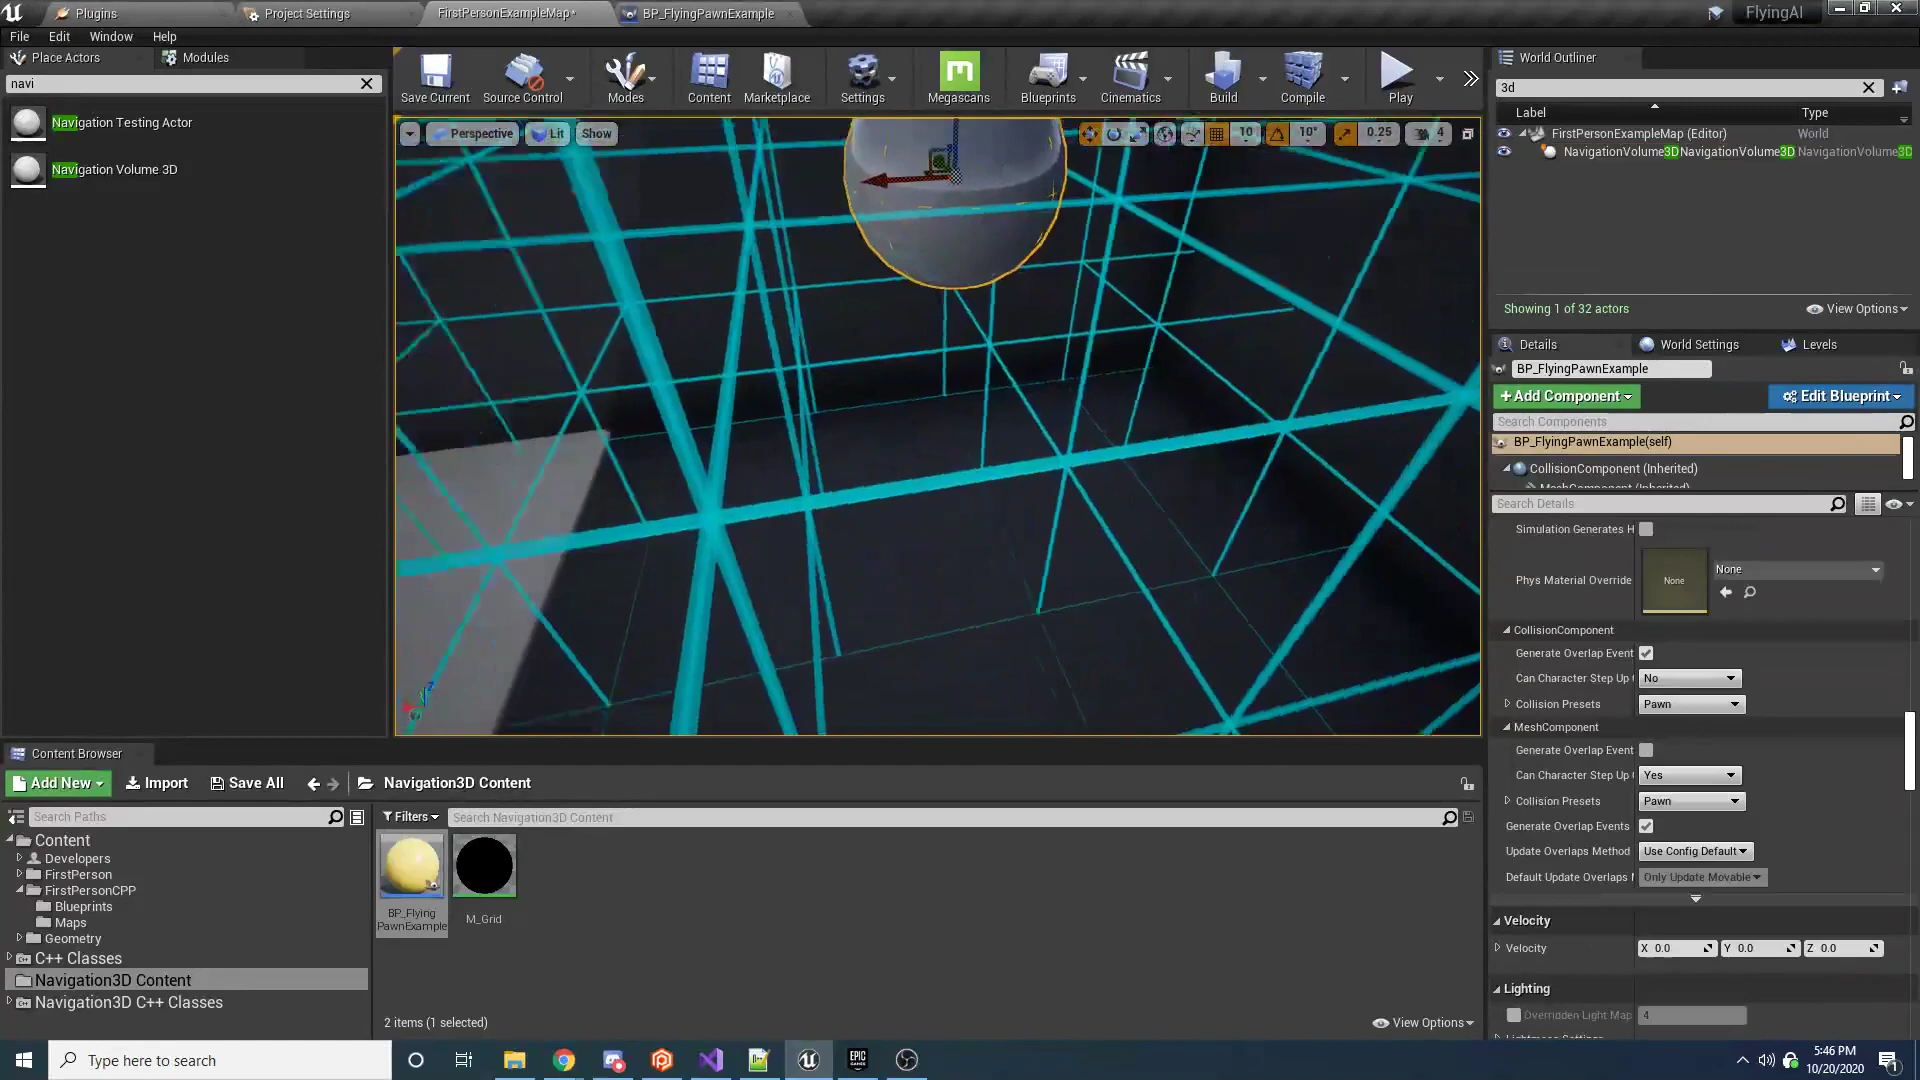 Plugins
Project Settings
FirstPersonExampleMap*
BP_FlyingPawnExample
FlyingAI
File
Edit
Window
Help
Place Actors
Modules
navi
Navigation Testing Actor
Navigation Volume 3D
Save Current
Source Control
Modes
Content
Marketplace
Settings
Megascans
Blueprints
Cinematics
Build
Compile
Play
Perspective
Lit
Show
10
10°
0.25
4
World Outliner
3d
Label
Type
FirstPersonExampleMap (Editor)
World
NavigationVolume3DNavigationVolume3D NavigationVolume3D
Showing 1 of 32 actors
View Options
Details
World Settings
Levels
BP_FlyingPawnExample
+Add Component
Edit Blueprint
Search Components
BP_FlyingPawnExample(self)
CollisionComponent (Inherited)
MeshComponent (Inherited)
Search Details
Simulation Generates H
Phys Material Override
None
None
CollisionComponent
Generate Overlap Event
Can Character Step Up
No
Collision Presets
Pawn
MeshComponent
Generate Overlap Event
Can Character Step Up
Yes
Collision Presets
Pawn
Generate Overlap Events
Update Overlaps Method
Use Config Default
Default Update Overlaps
Only Update Movable
Velocity
Velocity
X 0.0
Y 0.0
Z 0.0
Lighting
Overridden Light Map
4
Content Browser
Add New
Import
Save All
Navigation3D Content
Search Paths
Filters
Search Navigation3D Content
Content
Developers
FirstPerson
FirstPersonCPP
Blueprints
Maps
Geometry
C++ Classes
Navigation3D Content
Navigation3D C++ Classes
BP_Flying
PawnExample
M_Grid
2 items (1 selected)
View Options
Type here to search
5:46 PM
10/20/2020